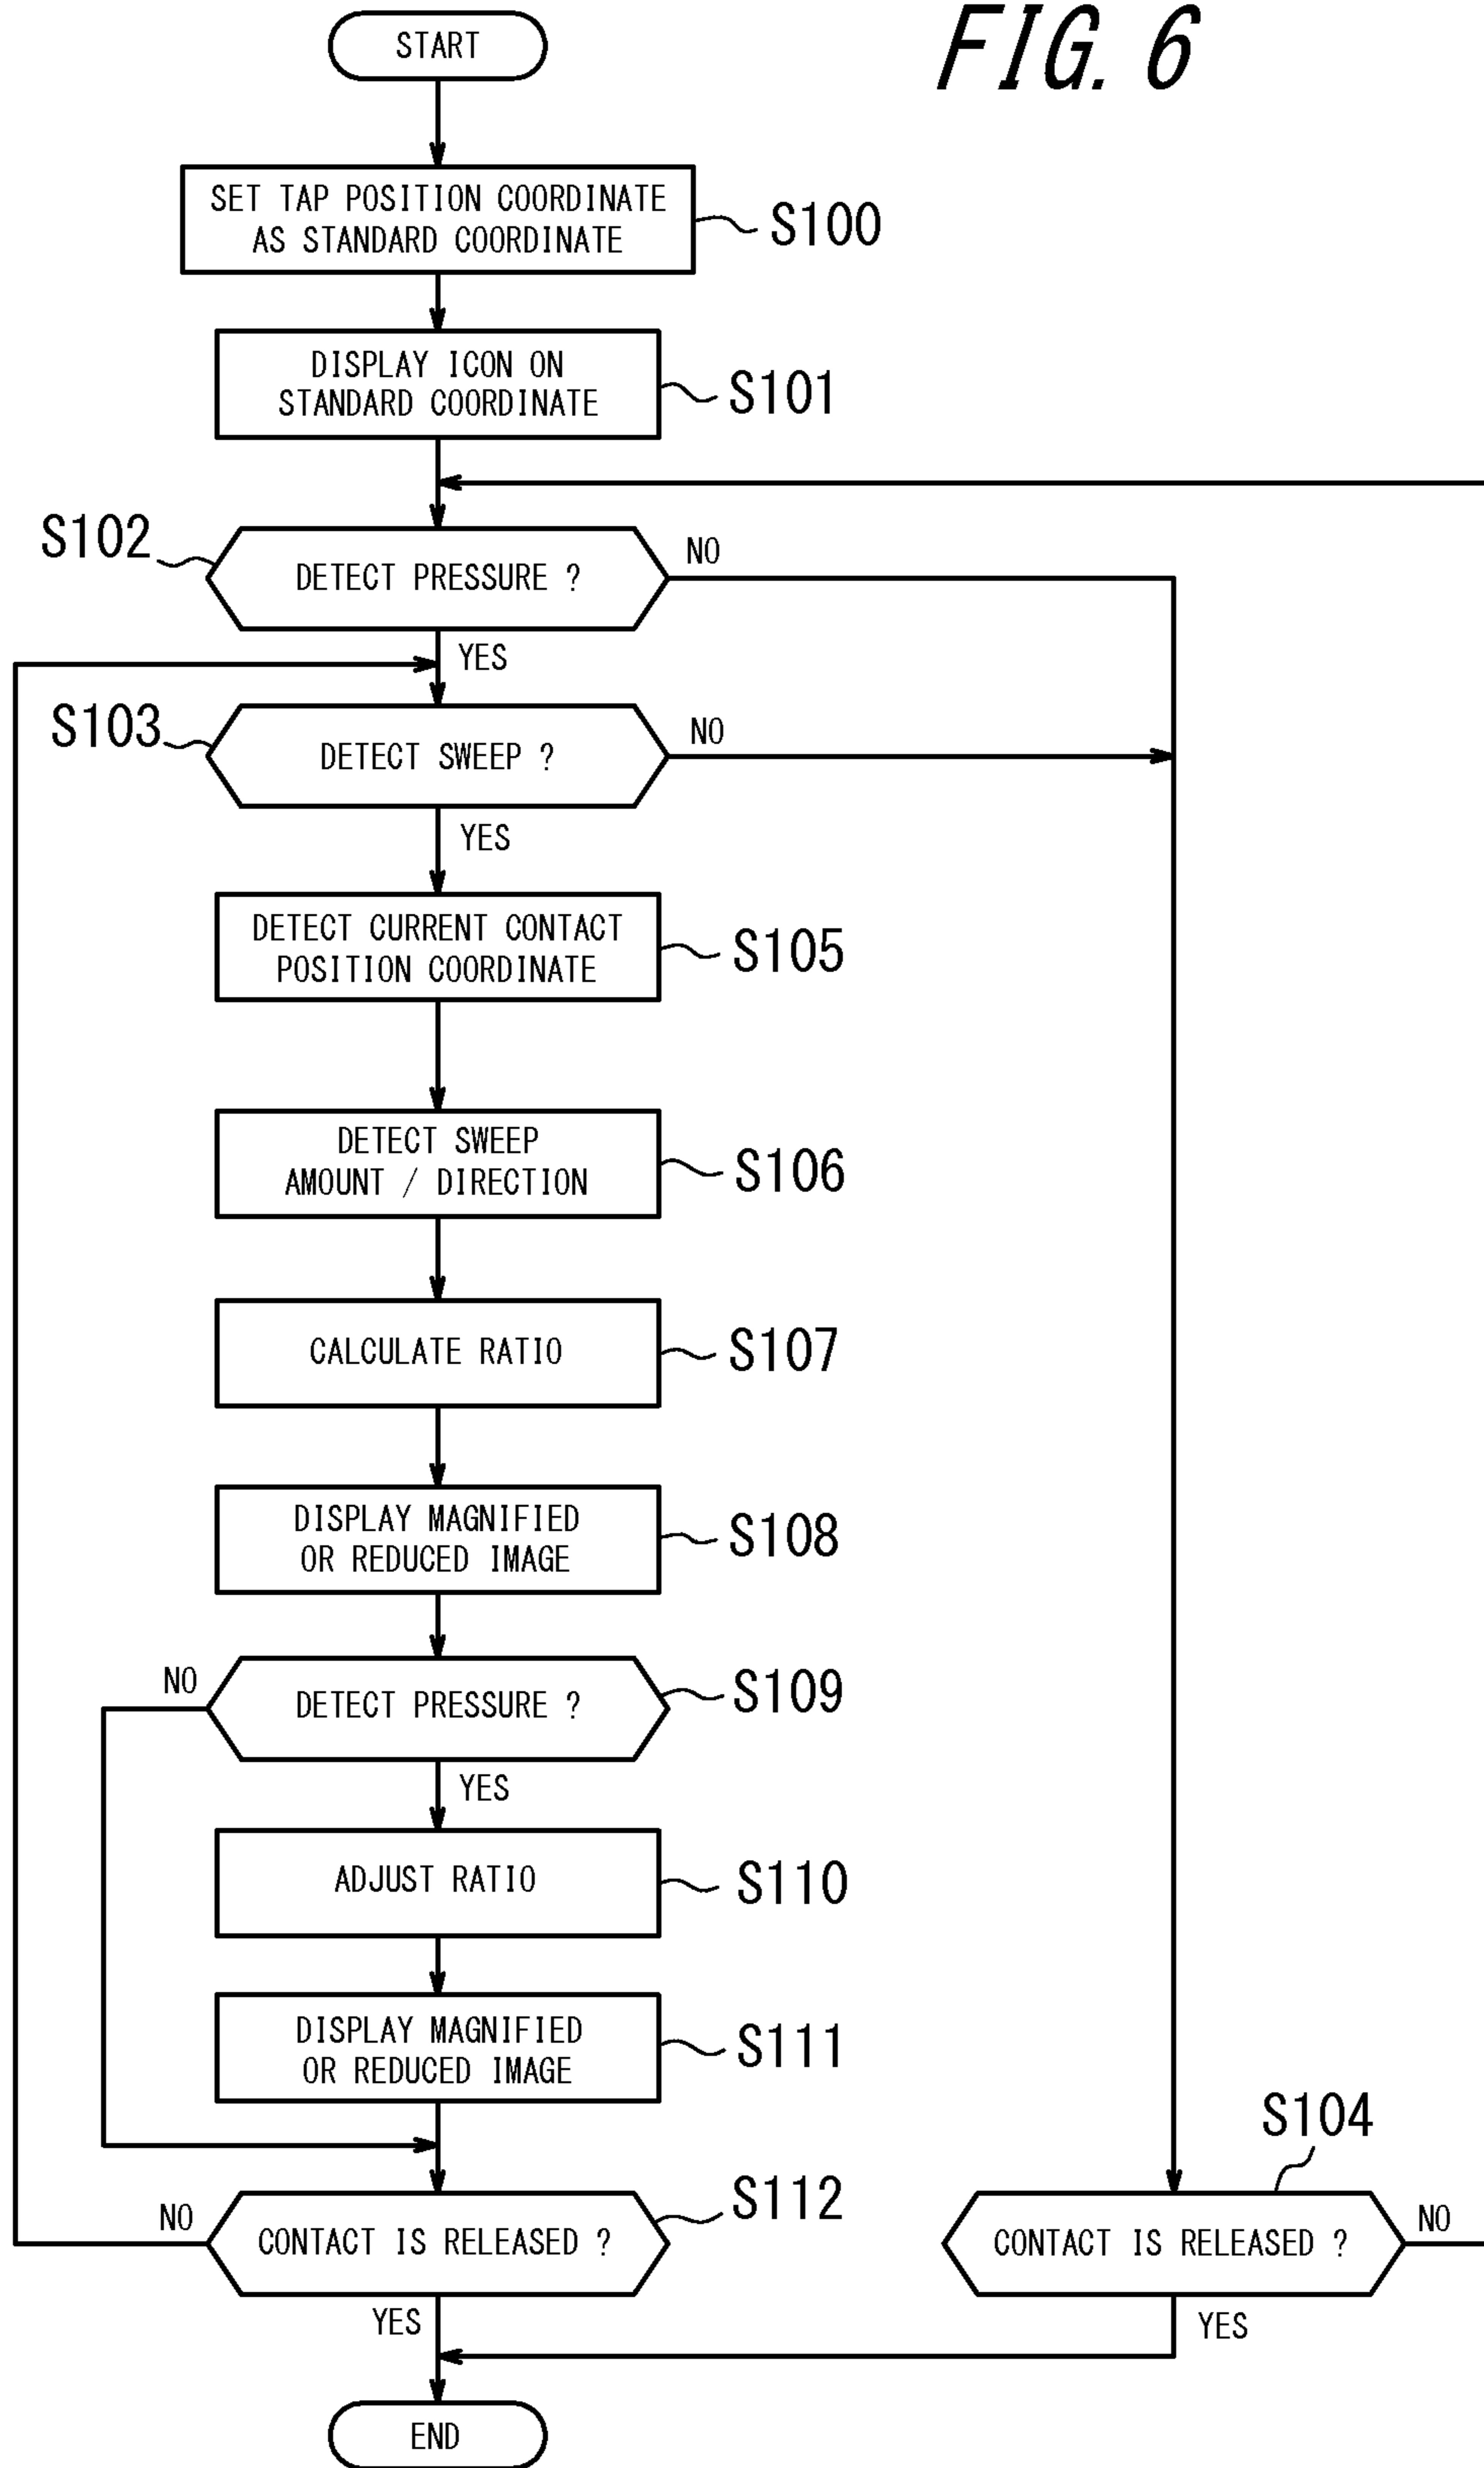 FIG. 6
START
SET TAP POSITION COORDINATE
AS STANDARD COORDINATE
S100
DISPLAY ICON ON
STANDARD COORDINATE
S101
S102
DETECT PRESSURE ?
NO
YES
S103
DETECT SWEEP ?
NO
YES
DETECT CURRENT CONTACT
POSITION COORDINATE
S105
DETECT SWEEP
AMOUNT / DIRECTION
S106
CALCULATE RATIO
S107
DISPLAY MAGNIFIED
OR REDUCED IMAGE
S108
NO
DETECT PRESSURE ?
S109
YES
ADJUST RATIO
S110
DISPLAY MAGNIFIED
OR REDUCED IMAGE
S111
S104
NO
CONTACT IS RELEASED ?
S112
CONTACT IS RELEASED ?
NO
YES
YES
END